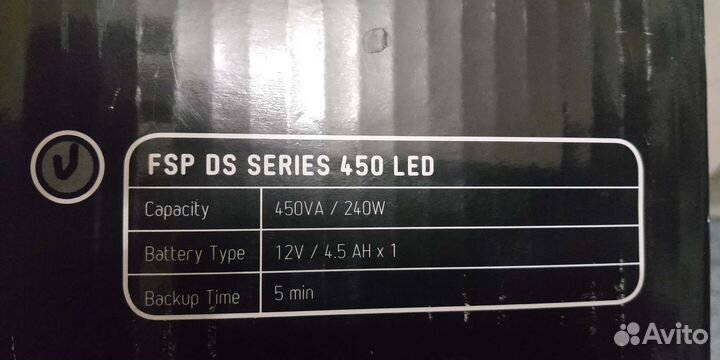 FSP DS SERIES 450 LED
Capacity 450VA / 240W
Battery Type 12V / 4.5 AH x 1
Backup Time 5 min
Avito